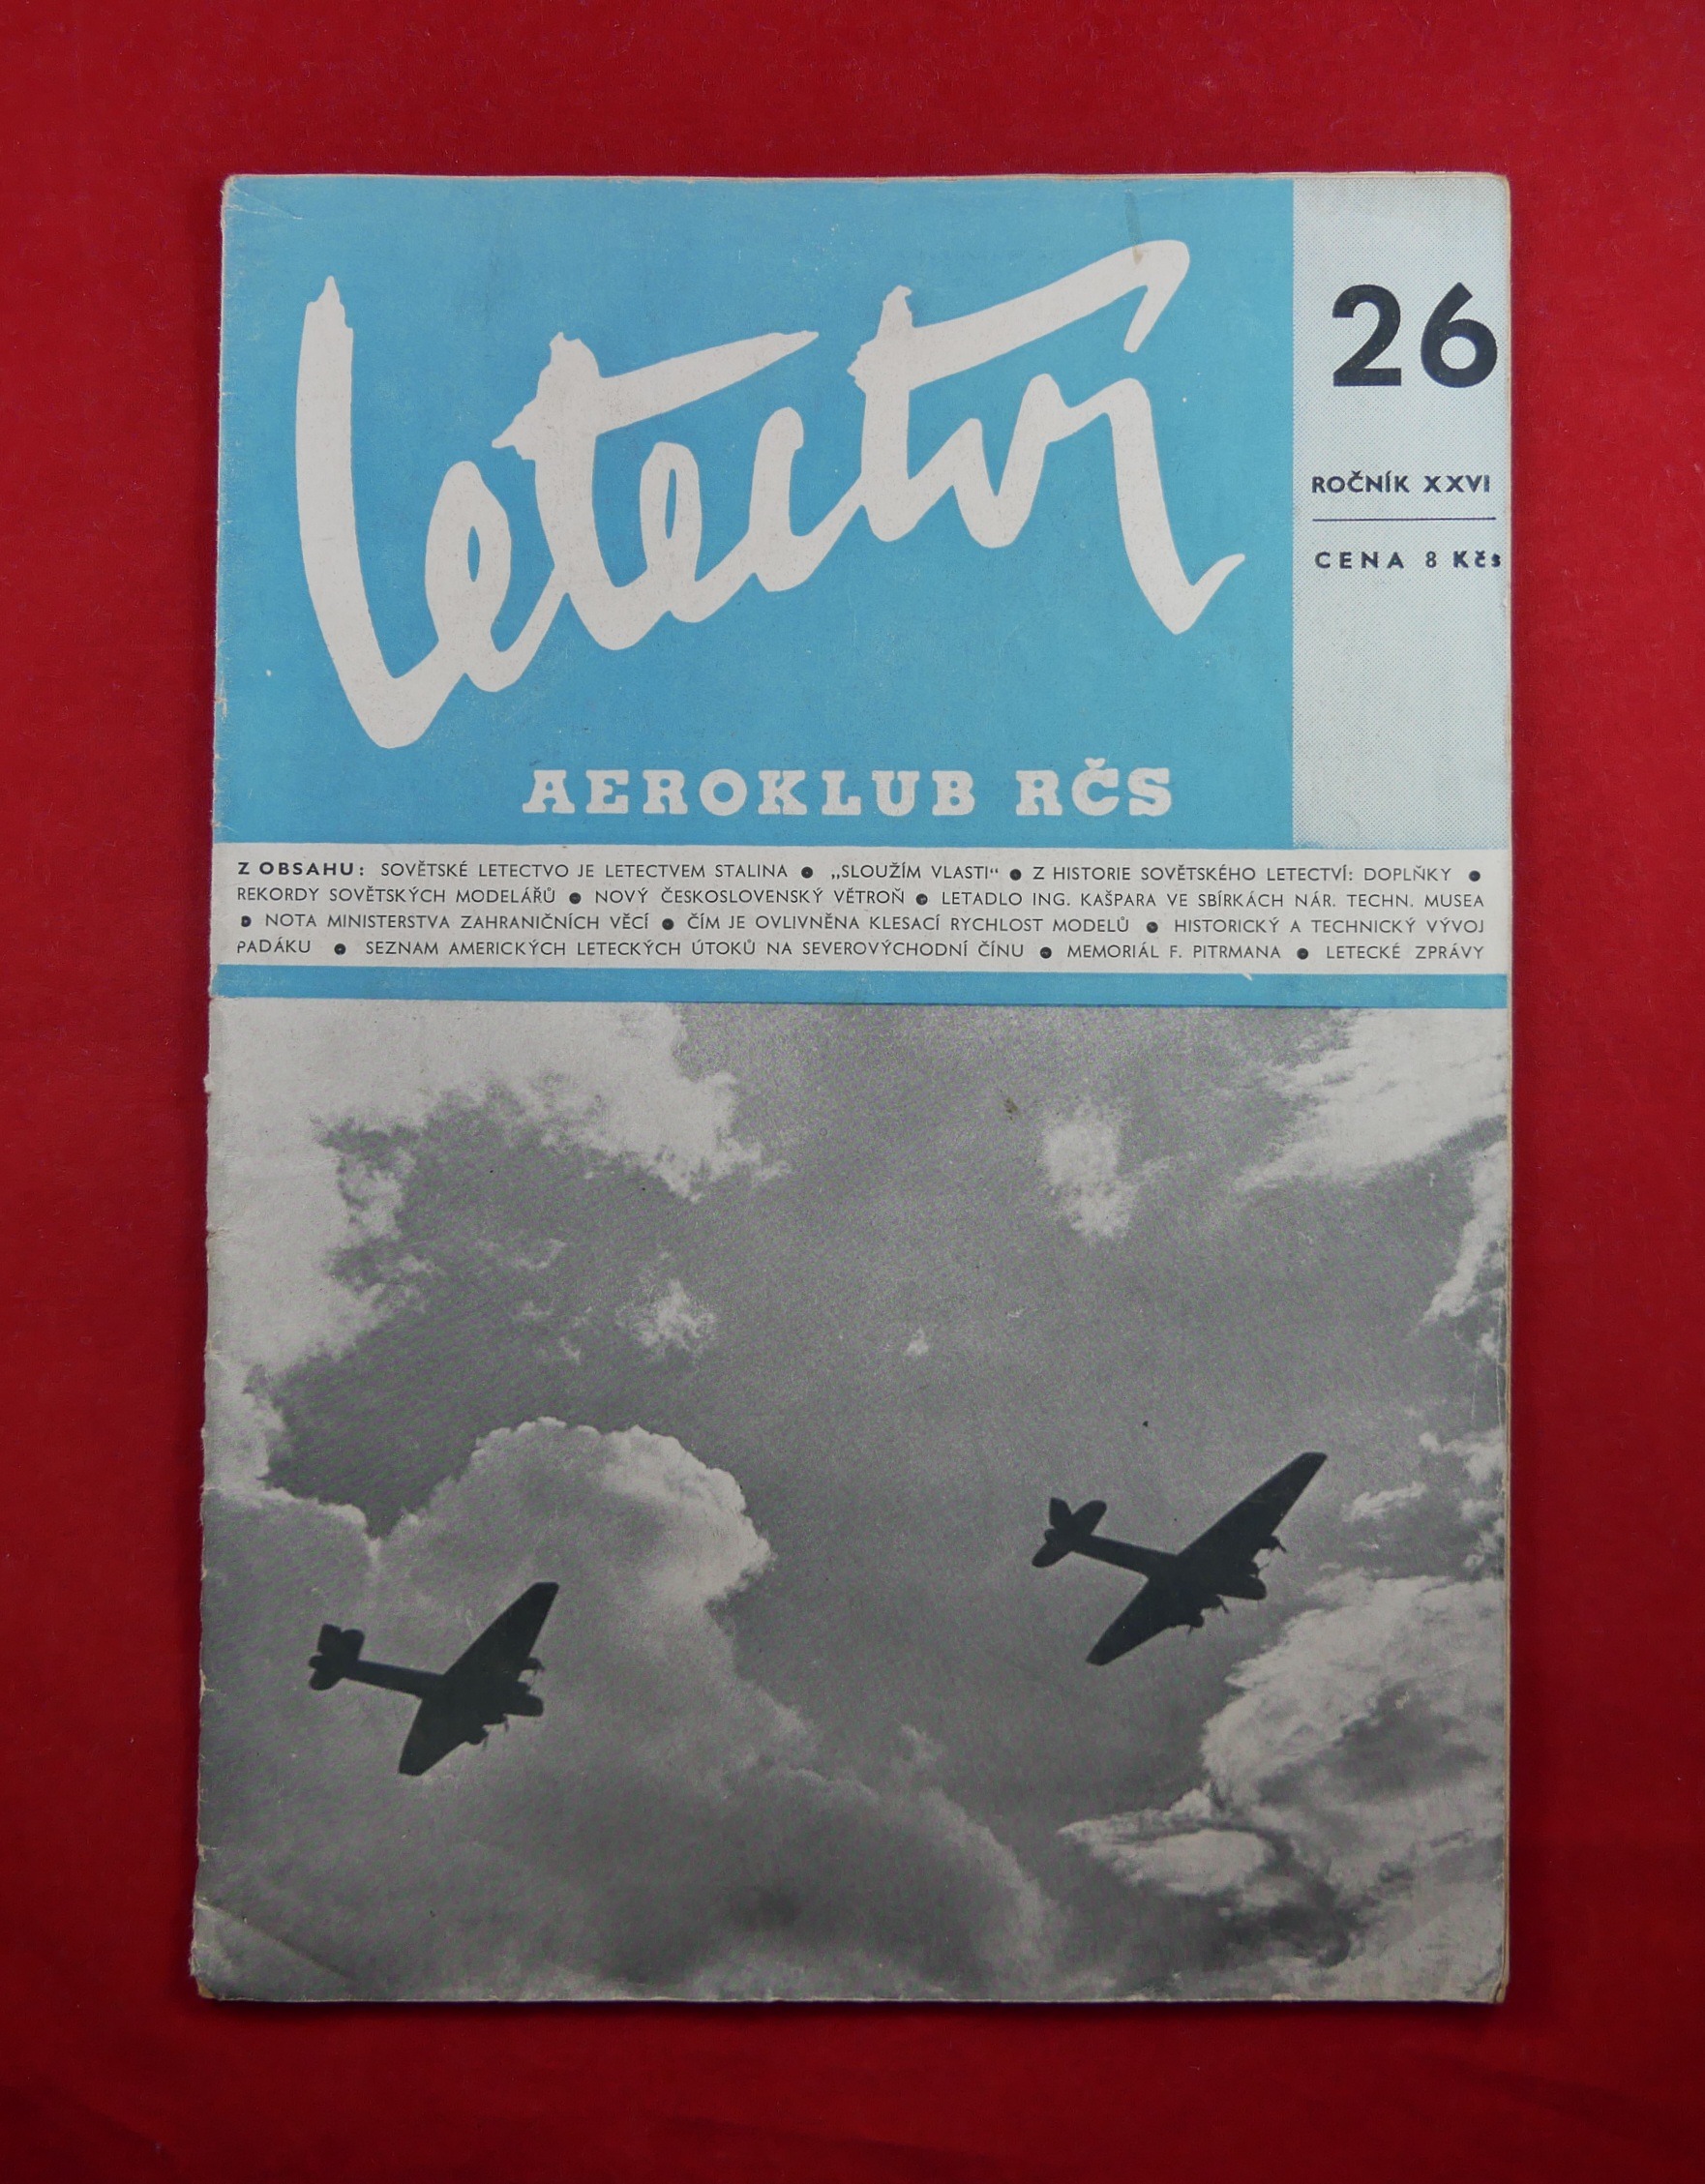 Letectví
26
ROČNÍK XXVI
CENA 8 Kčs
AEROKLUB RČS
Z OBSAHU: SOVĚTSKÉ LETECTVO JE LETECTVEM STALINA ● „SLOUŽÍM VLASTI“ ● Z HISTORIE SOVĚTSKÉHO LETECTVÍ: DOPLŇKY ●
REKORDY SOVĚTSKÝCH MODELÁŘŮ ● NOVÝ ČESKOSLOVENSKÝ VĚTROŇ ● LETADLO ING. KAŠPARA VE SBÍRKÁCH NÁR. TECHN. MUSEA
● NOTA MINISTERSTVA ZAHRANIČNÍCH VĚCÍ ● ČÍM JE OVLIVNĚNA KLESACÍ RYCHLOST MODELŮ ● HISTORICKÝ A TECHNICKÝ VÝVOJ
PADÁKU ● SEZNAM AMERICKÝCH LETECKÝCH ÚTOKŮ NA SEVEROVÝCHODNÍ ČÍNU ● MEMORIÁL F. PITRMANA ● LETECKÉ ZPRÁVY